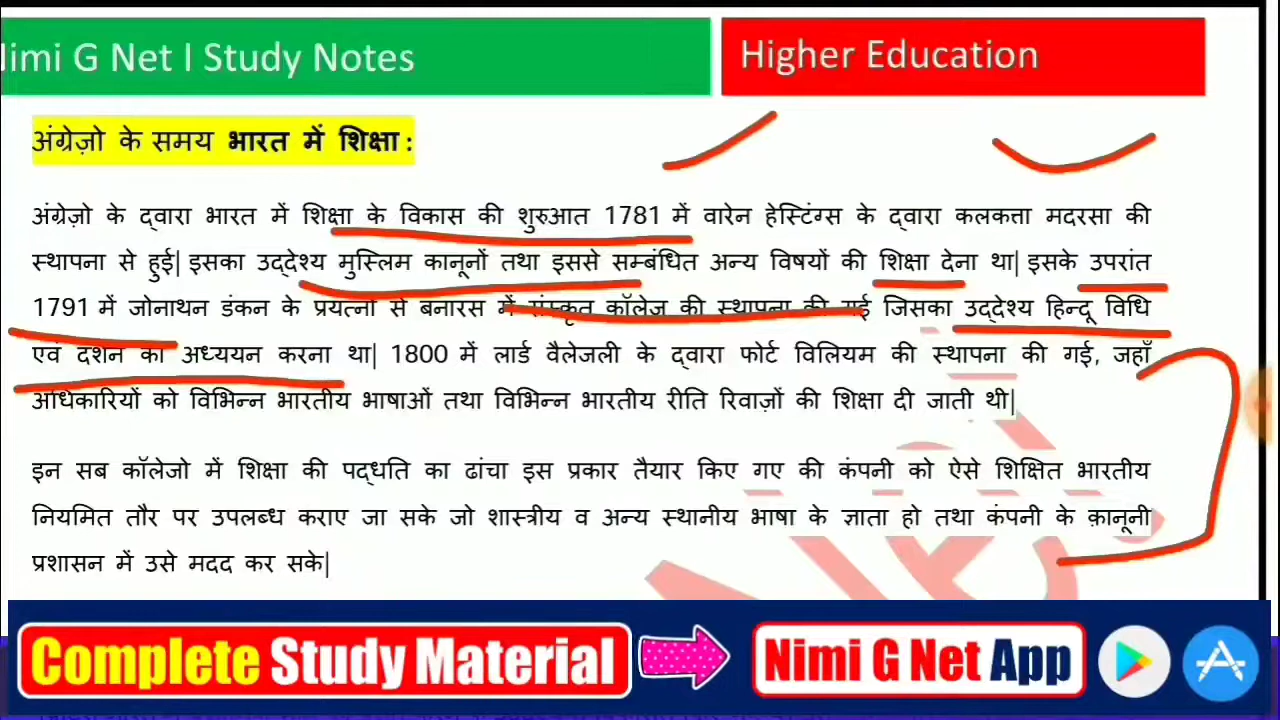 Nimi G Net I Study Notes
Higher Education
अंग्रेज़ो के समय भारत में शिक्षा :
अंग्रेज़ो के द्वारा भारत में शिक्षा के विकास की शुरुआत 1781 में वारेन हेस्टिंग्स के द्वारा कलकत्ता मदरसा की
स्थापना से हुई| इसका उद्देश्य मुस्लिम कानूनों तथा इससे सम्बंधित अन्य विषयों की शिक्षा देना था| इसके उपरांत
1791 में जोनाथन डंकन के प्रयत्नों से बनारस में संस्कृत कॉलेज की स्थापना की गई जिसका उद्देश्य हिन्दू विधि
एवं दर्शन का अध्ययन करना था| 1800 में लार्ड वैलेजली के द्वारा फोर्ट विलियम की स्थापना की गई, जहाँ
अधिकारियों को विभिन्न भारतीय भाषाओं तथा विभिन्न भारतीय रीति रिवाज़ों की शिक्षा दी जाती थी|
इन सब कॉलेजो में शिक्षा की पद्धति का ढांचा इस प्रकार तैयार किए गए की कंपनी को ऐसे शिक्षित भारतीय
नियमित तौर पर उपलब्ध कराए जा सके जो शास्त्रीय व अन्य स्थानीय भाषा के ज्ञाता हो तथा कंपनी के क़ानूनी
प्रशासन में उसे मदद कर सके|
Complete Study Material
Nimi G Net App